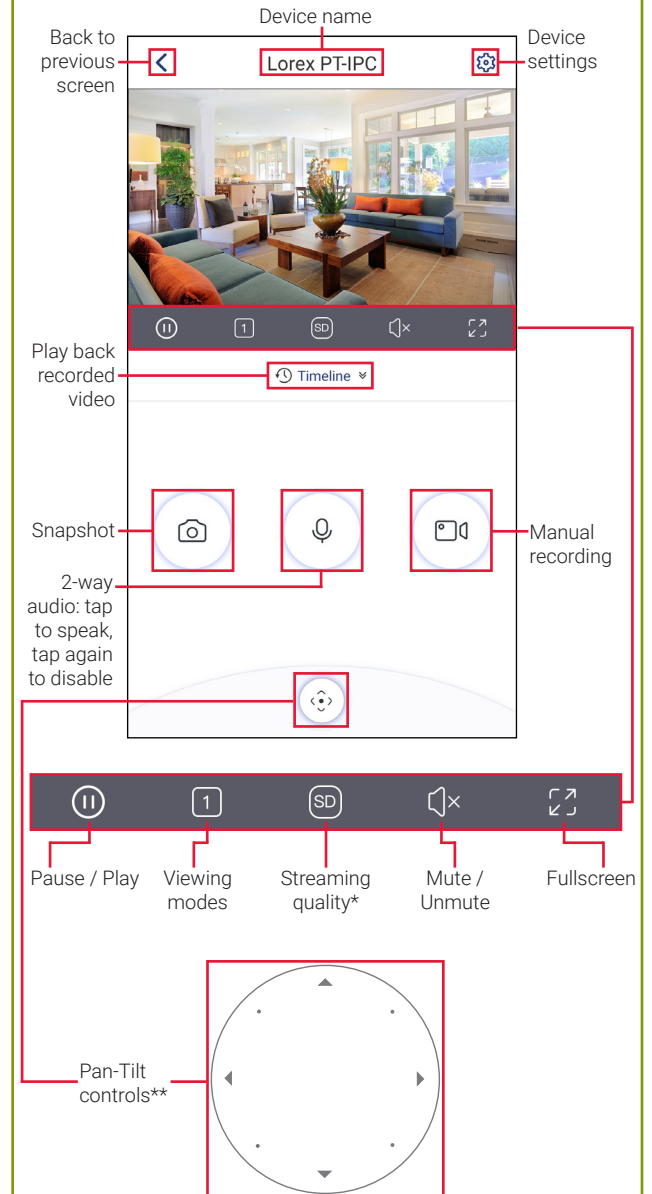 Device name
Back to
previous
screen
Lorex PT-IPC
Device
settings
1
SD
Play back
recorded
video
Timeline
Snapshot
Manual
recording
2-way
audio: tap
to speak,
tap again
to disable
1
SD
Pause / Play
Viewing
modes
Streaming
quality*
Mute /
Unmute
Fullscreen
Pan-Tilt
controls**